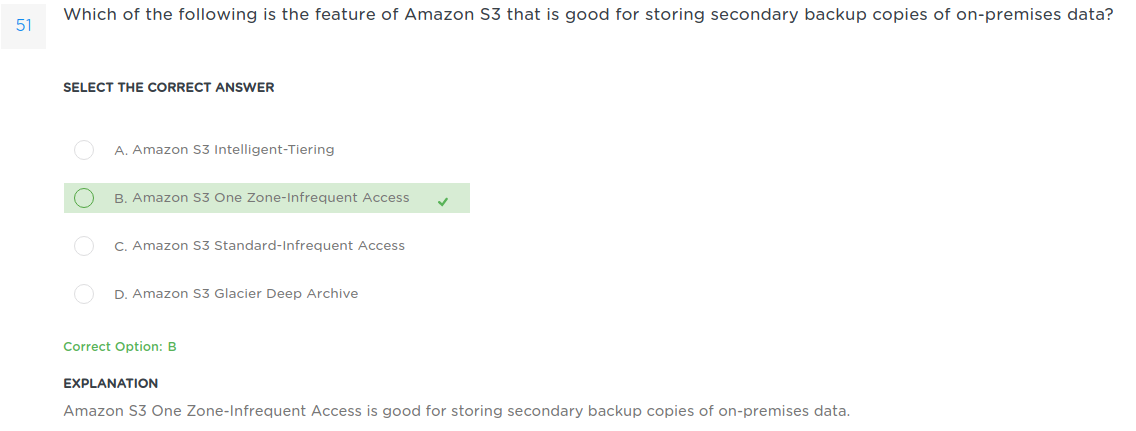 51
Which of the following is the feature of Amazon S3 that is good for storing secondary backup copies of on-premises data?
SELECT THE CORRECT ANSWER
A. Amazon S3 Intelligent-Tiering
B. Amazon S3 One Zone-Infrequent Access
C. Amazon S3 Standard-Infrequent Access
D. Amazon S3 Glacier Deep Archive
Correct Option: B
EXPLANATION
Amazon S3 One Zone-Infrequent Access is good for storing secondary backup copies of on-premises data.